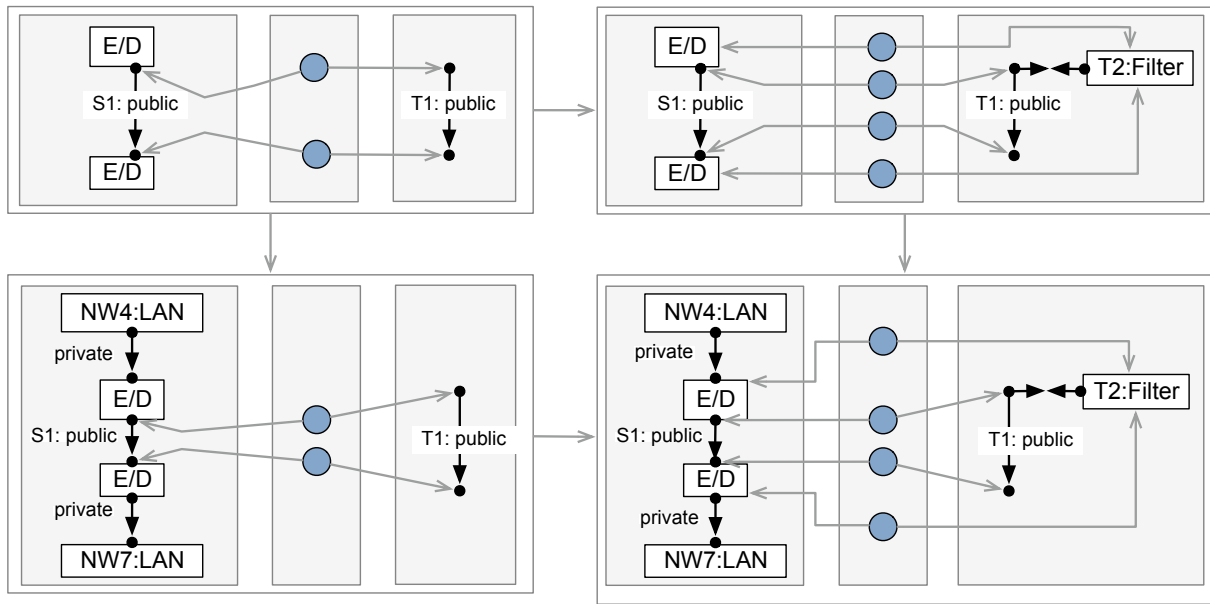 E/D
S1: public
E/D
T1: public
E/D
S1: public
E/D
T1: public
T2:Filter
NW4:LAN
private
E/D
S1: public
E/D
private
NW7:LAN
T1: public
NW4:LAN
private
E/D
S1: public
E/D
private
NW7:LAN
T1: public
T2:Filter